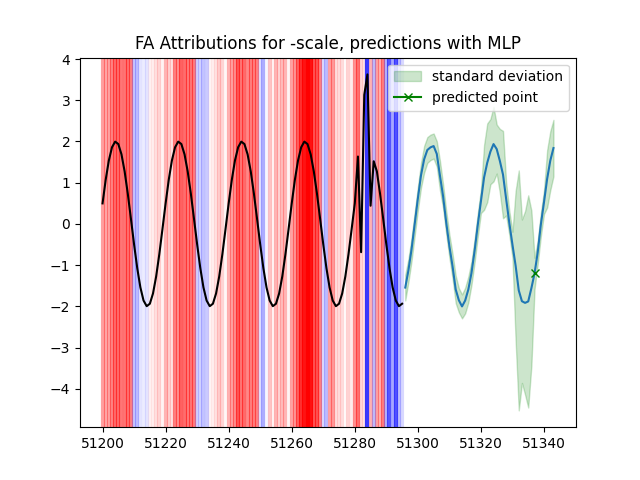 FA Attributions for -scale, predictions with MLP
standard deviation
predicted point
4
3
2
1
0
−1
−2
−3
−4
51200 51220 51240 51260 51280 51300 51320 51340